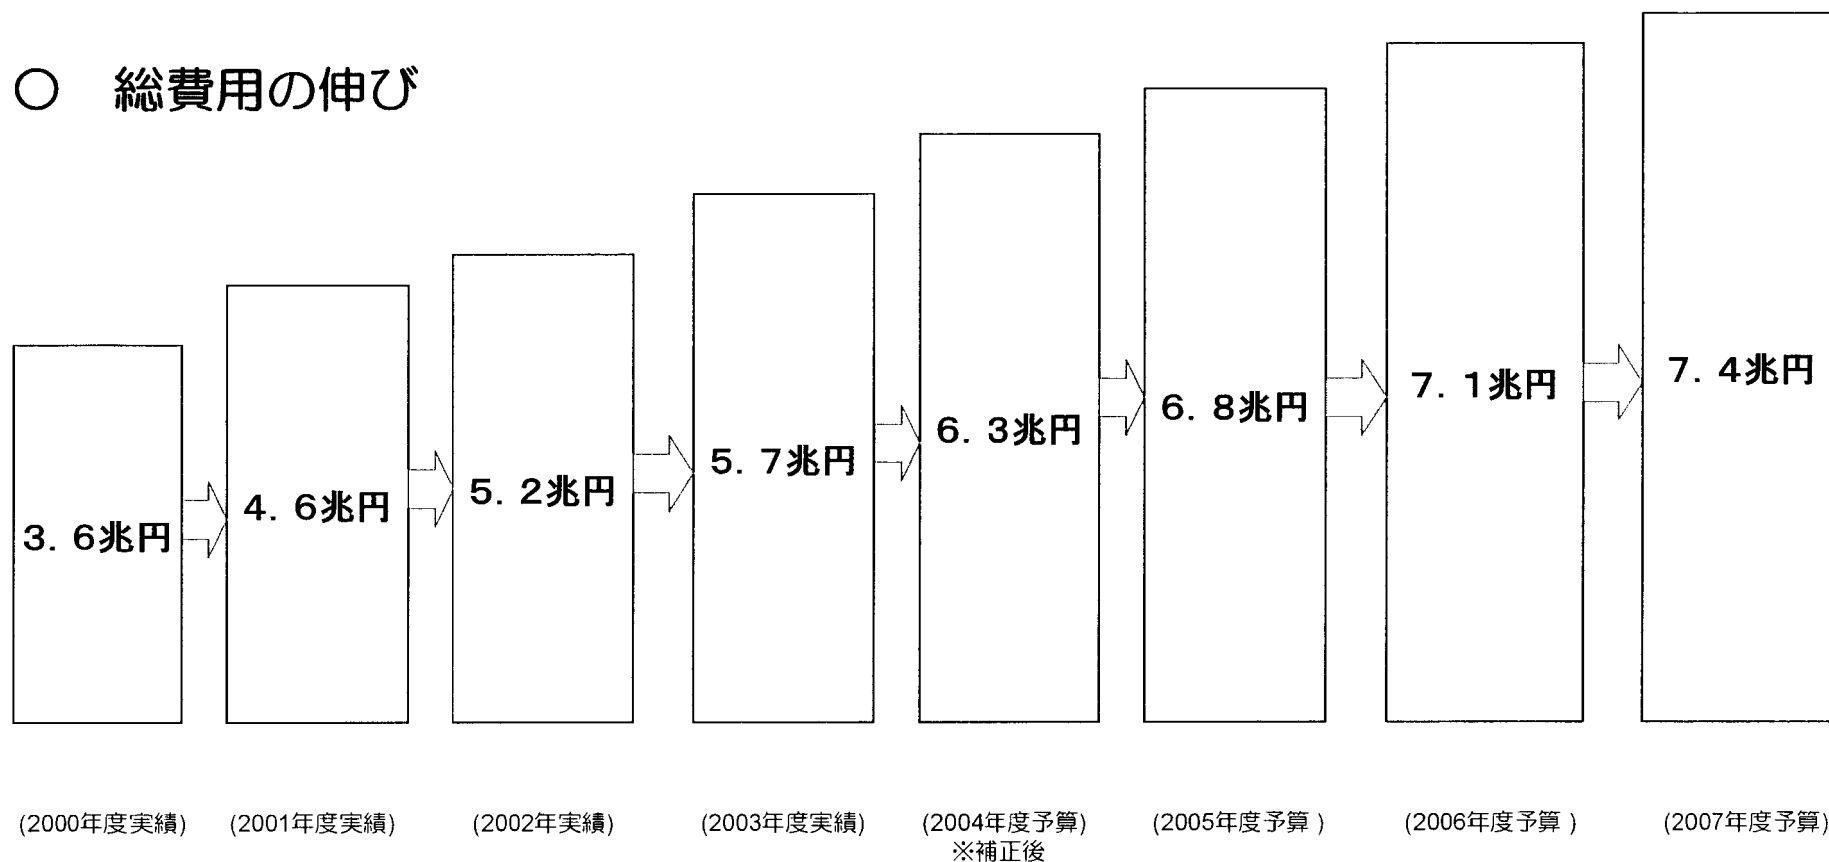 ○ 総費用の伸び
3. 6兆円
4. 6兆円
5. 2兆円
5. 7兆円
6. 3兆円
6. 8兆円
7. 1兆円
7. 4兆円
(2000年度実績)
(2001年度実績)
(2002年実績)
(2003年度実績)
(2004年度予算)
※補正後
(2005年度予算 )
(2006年度予算 )
(2007年度予算)